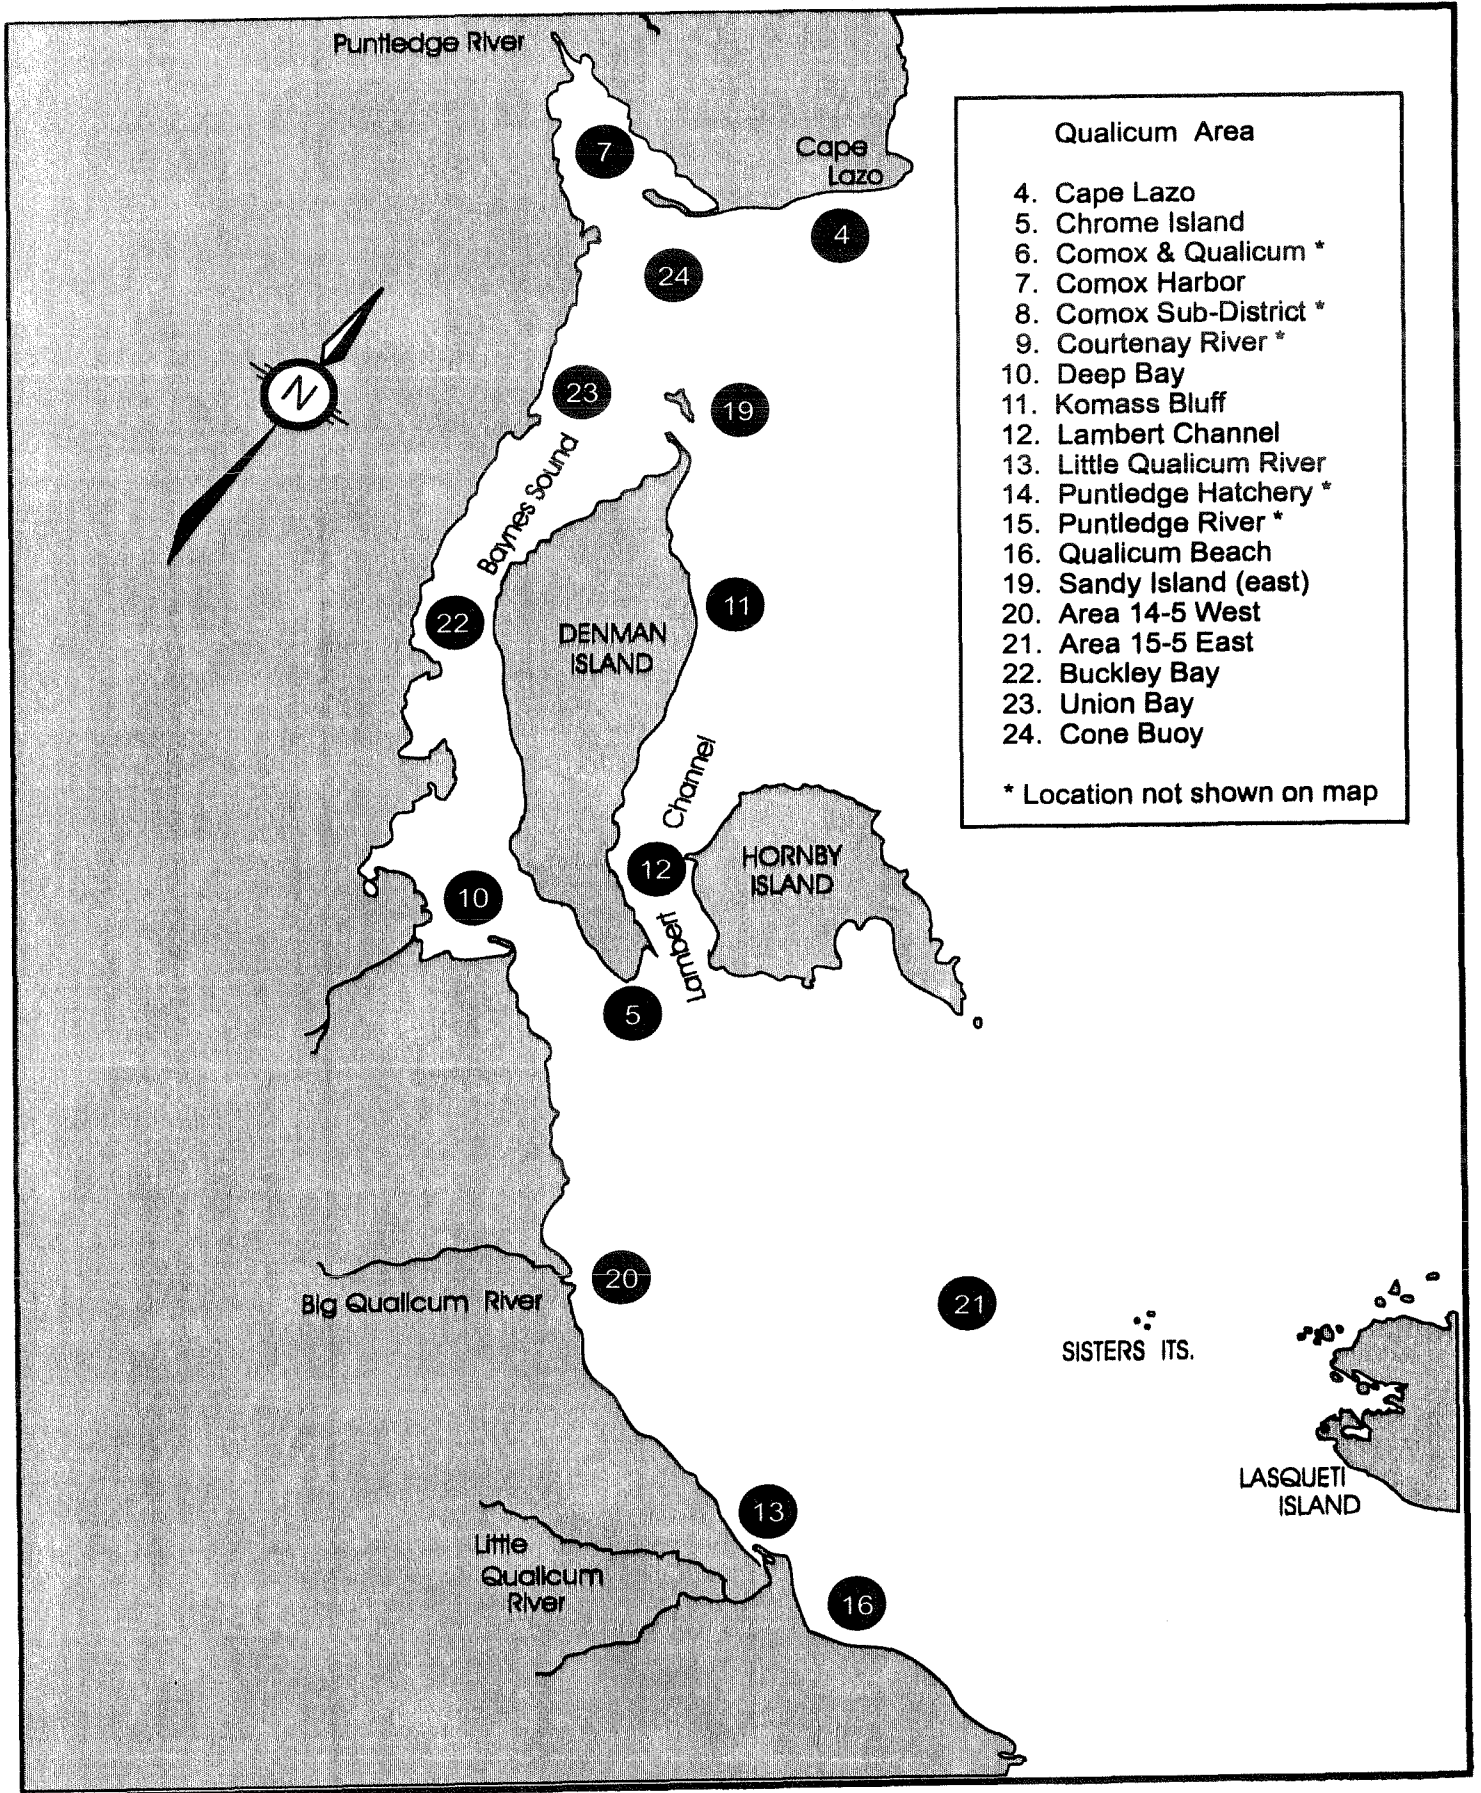 Puntledge River
7
Cape
Lazo
4
24
N
23
19
Baynes Sound
22
DENMAN
ISLAND
11
Channel
12
HORNBY
ISLAND
10
Lambert
5
20
Big Qualicum River
21
SISTERS ITS.
LASQUETI
ISLAND
13
Little
Qualicum
River
16
Qualicum Area
4. Cape Lazo
5. Chrome Island
6. Comox & Qualicum *
7. Comox Harbor
8. Comox Sub-District *
9. Courtenay River *
10. Deep Bay
11. Komass Bluff
12. Lambert Channel
13. Little Qualicum River
14. Puntledge Hatchery *
15. Puntledge River *
16. Qualicum Beach
19. Sandy Island (east)
20. Area 14-5 West
21. Area 15-5 East
22. Buckley Bay
23. Union Bay
24. Cone Buoy
* Location not shown on map